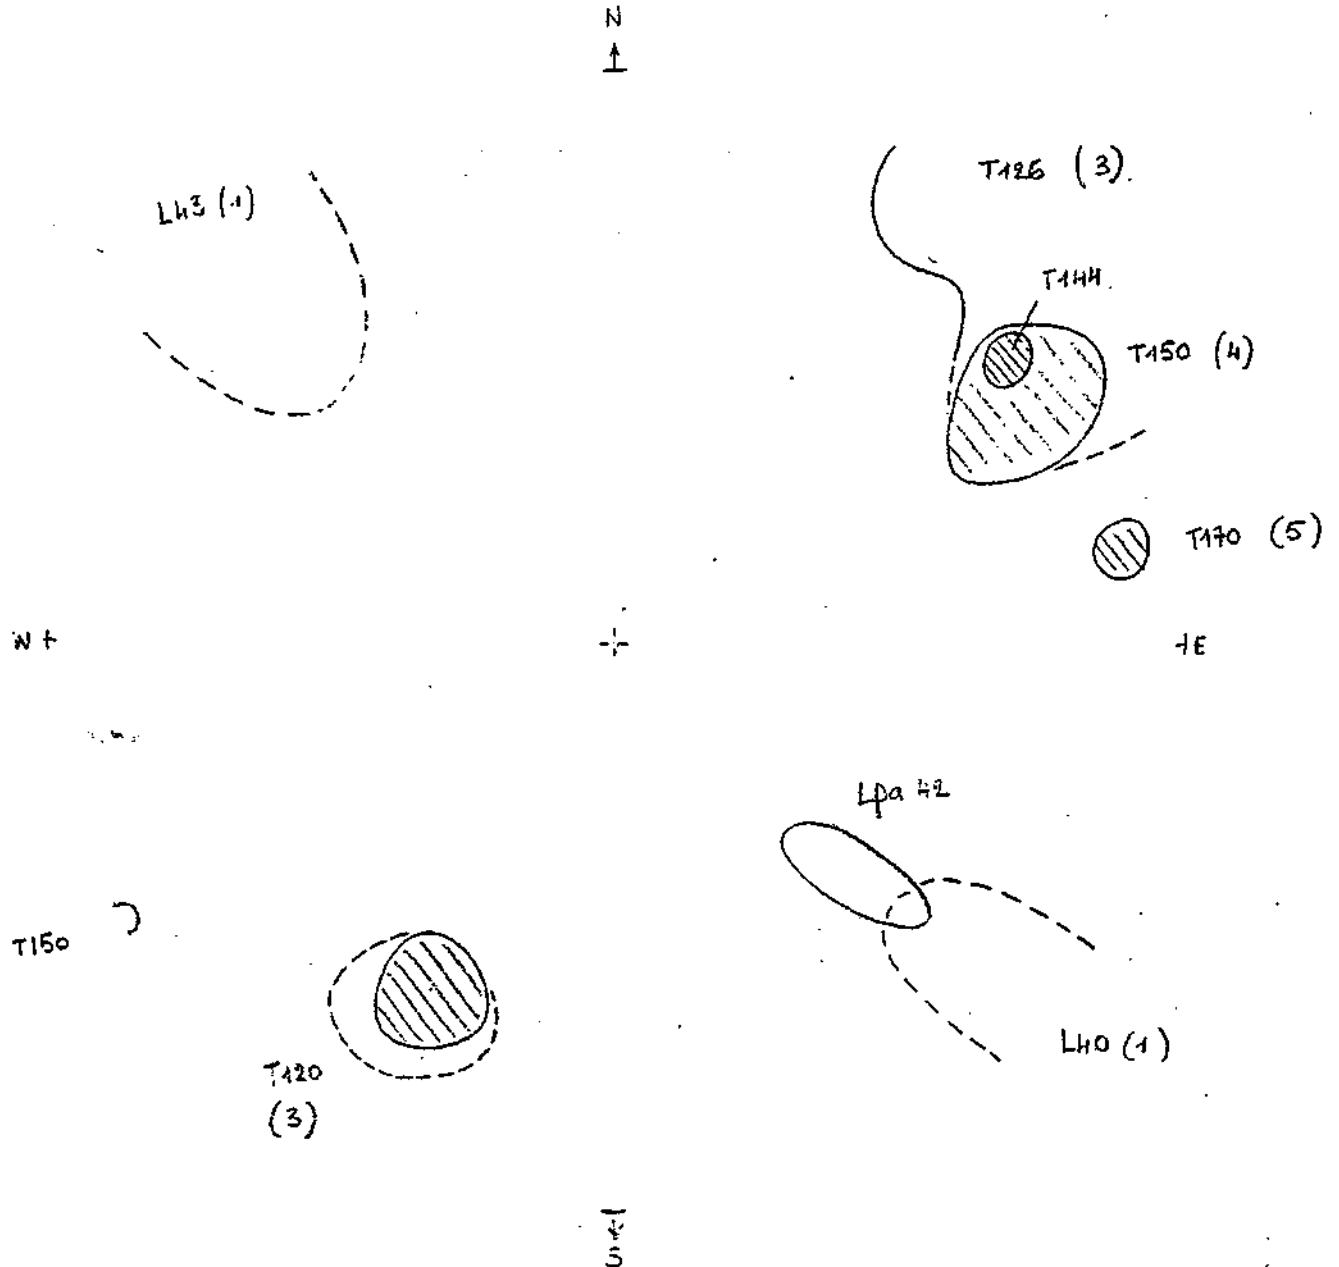 N
T126 (3).
L43 (1)
T144.
T150 (4)
T170 (5)
W
E
Lpa 42
T150
L40 (1)
T120
(3)
S